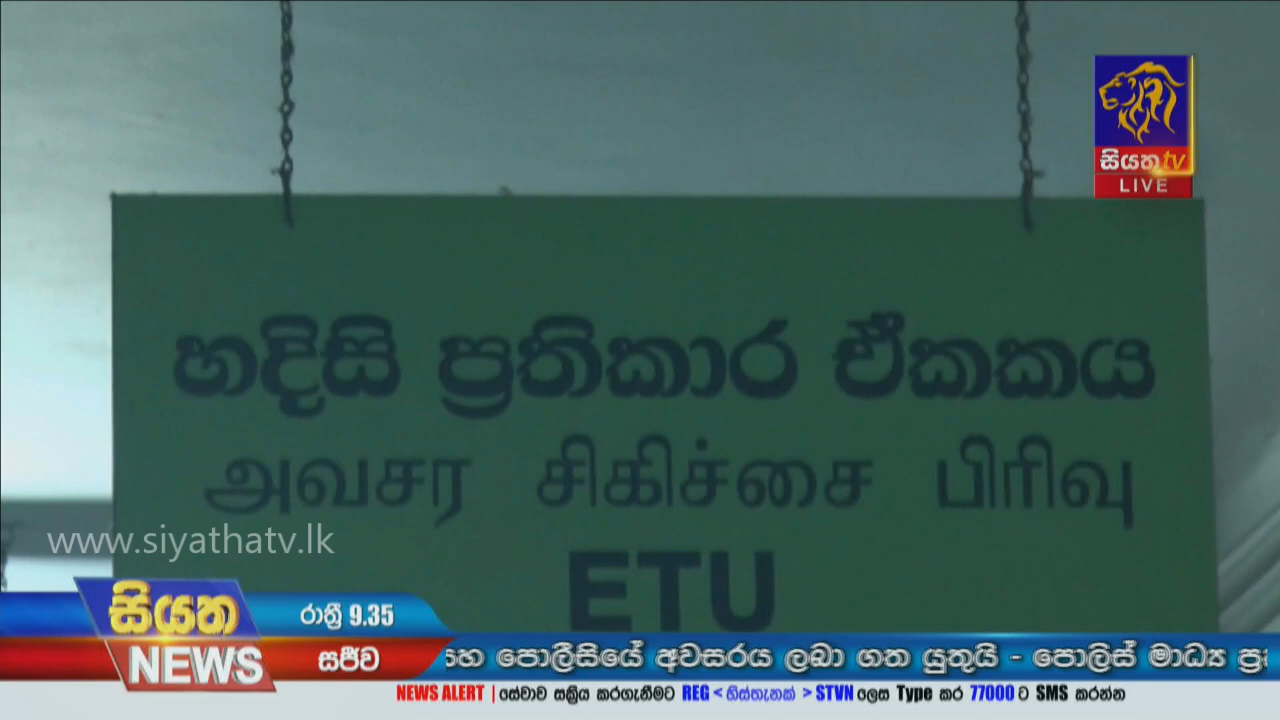 සියත tv
LIVE
හදිසි ප්‍රතිකාර ඒකකය
அவசர சிகிச்சை பிரிவு
ETU
www.siyathatv.lk
සියත
NEWS
රාත්‍රී 9.35
සජීව
සහ පොලීසියේ අවසරය ලබා ගත යුතුයි - පොලිස් මාධ්‍ය
NEWS ALERT | සේවාව සක්‍රිය කරගැනීමට REG < හිස්තැනක් > STVN ලෙස Type කර 77000 ට SMS කරන්න